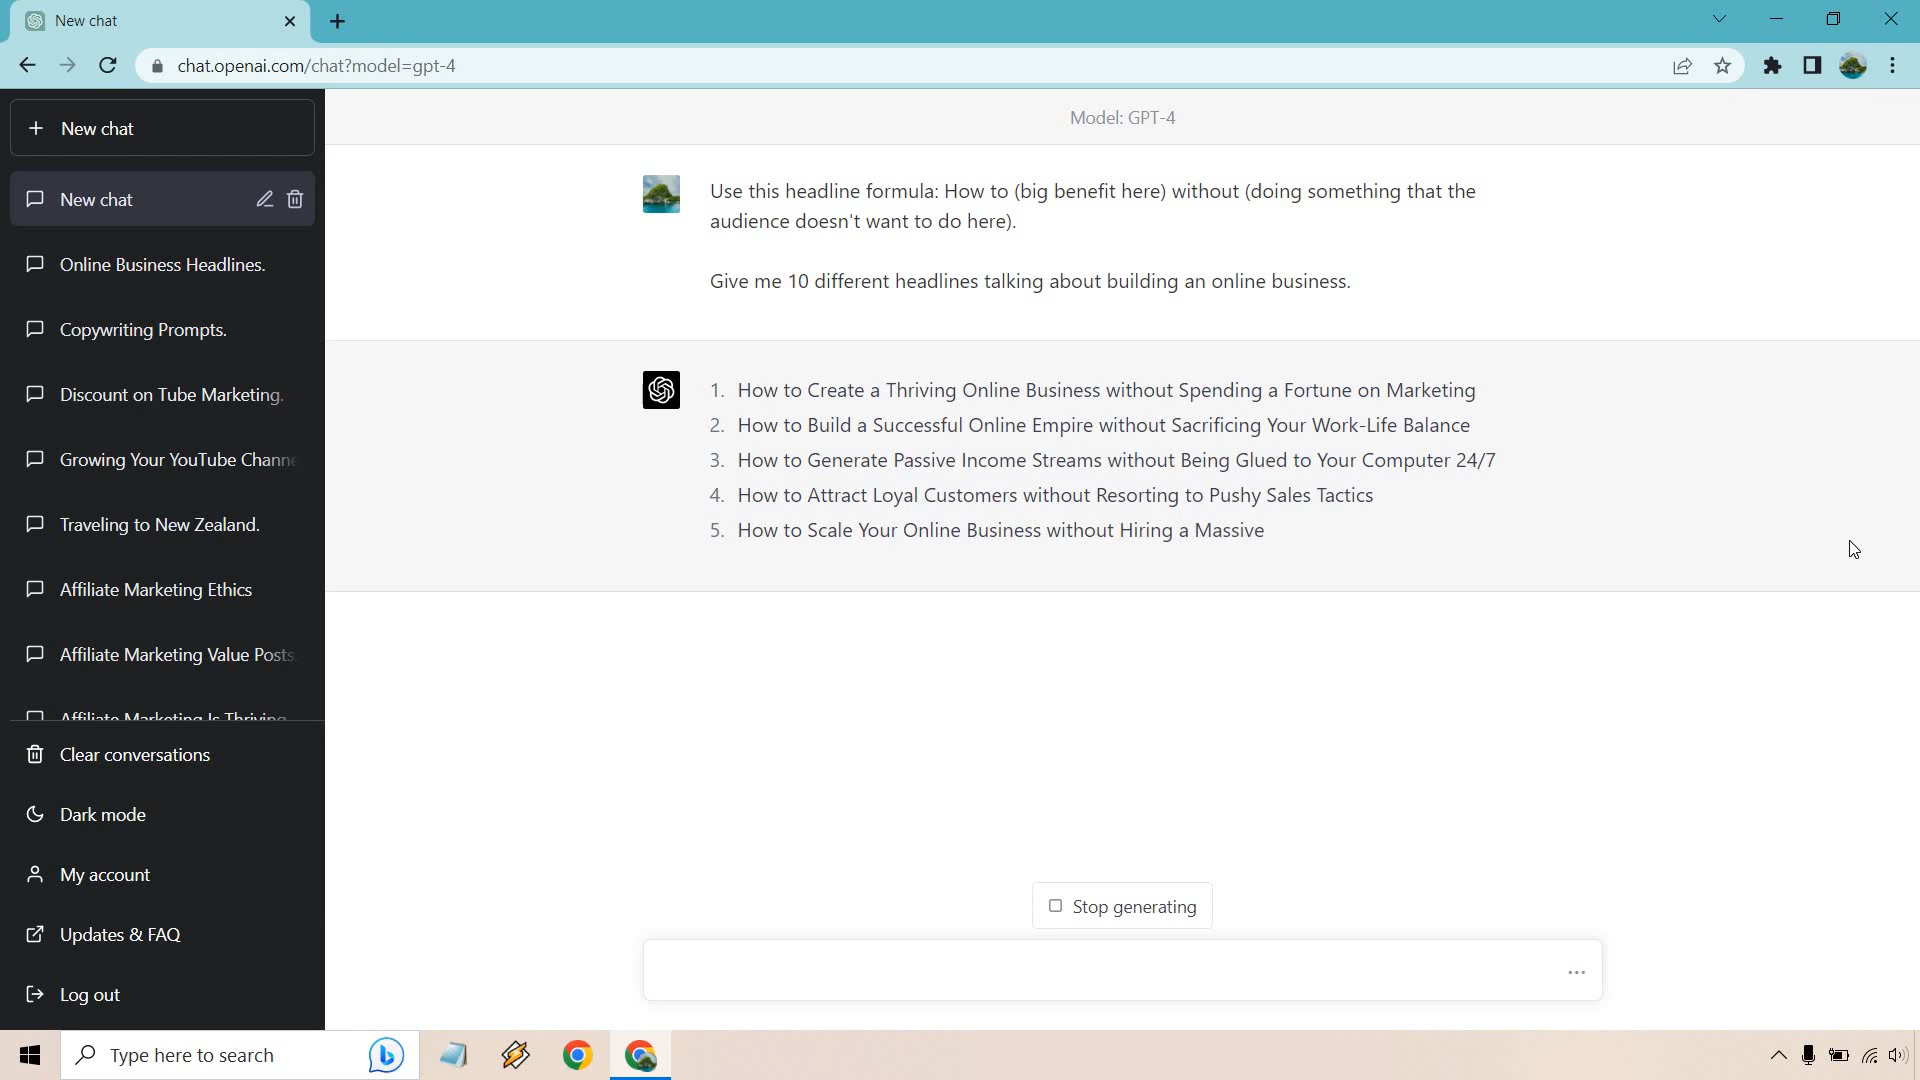 New chat
chat.openai.com/chat?model=gpt-4
New chat
New chat
Online Business Headlines.
Copywriting Prompts.
Discount on Tube Marketing.
Growing Your YouTube Channe
Traveling to New Zealand.
Affiliate Marketing Ethics
Affiliate Marketing Value Posts
Affiliate Marketing Is Thriving
Clear conversations
Dark mode
My account
Updates & FAQ
Log out
Model: GPT-4
Use this headline formula: How to (big benefit here) without (doing something that the
audience doesn't want to do here).
Give me 10 different headlines talking about building an online business.
1. How to Create a Thriving Online Business without Spending a Fortune on Marketing
2. How to Build a Successful Online Empire without Sacrificing Your Work-Life Balance
3. How to Generate Passive Income Streams without Being Glued to Your Computer 24/7
4. How to Attract Loyal Customers without Resorting to Pushy Sales Tactics
5. How to Scale Your Online Business without Hiring a Massive
Stop generating
Type here to search